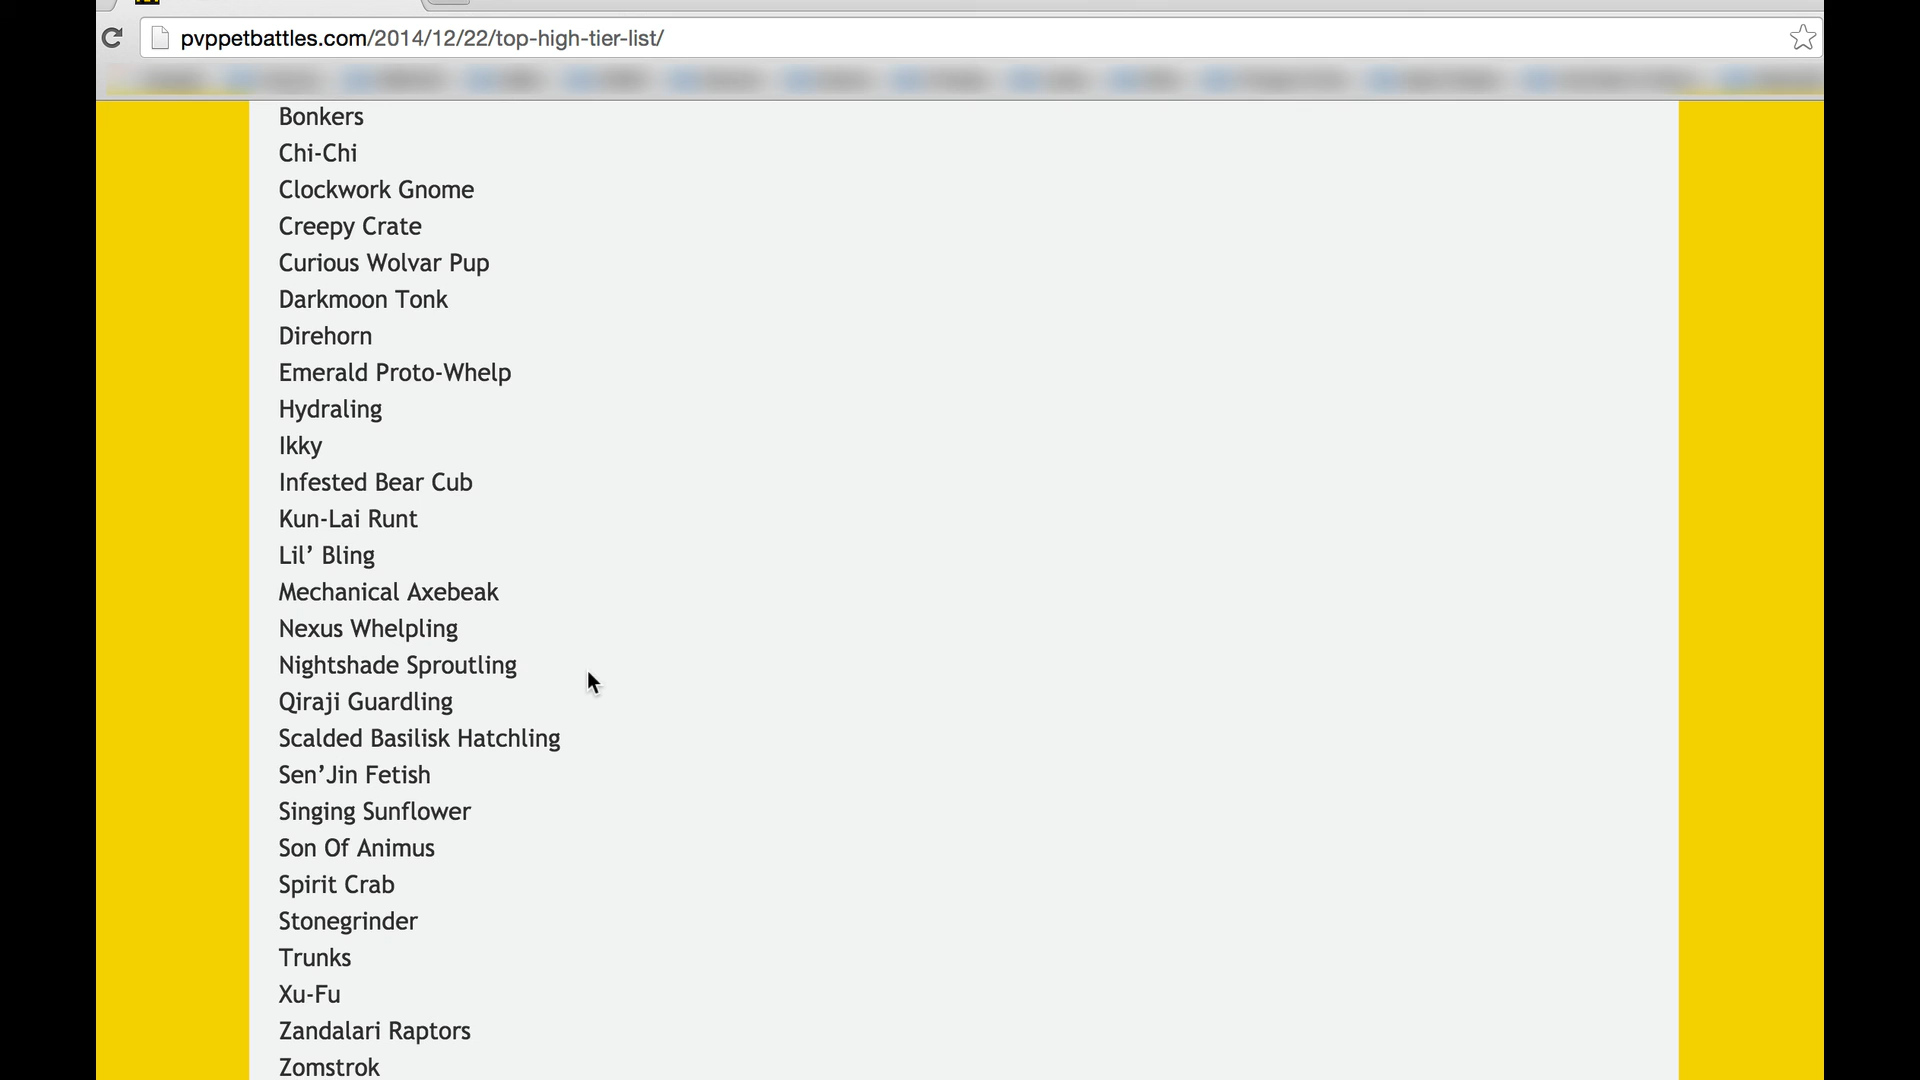 pvppetbattles.com/2014/12/22/top-high-tier-list/
Bonkers
Chi-Chi
Clockwork Gnome
Creepy Crate
Curious Wolvar Pup
Darkmoon Tonk
Direhorn
Emerald Proto-Whelp
Hydraling
Ikky
Infested Bear Cub
Kun-Lai Runt
Lil’ Bling
Mechanical Axebeak
Nexus Whelpling
Nightshade Sproutling
Qiraji Guardling
Scalded Basilisk Hatchling
Sen’Jin Fetish
Singing Sunflower
Son Of Animus
Spirit Crab
Stonegrinder
Trunks
Xu-Fu
Zandalari Raptors
Zomstrok